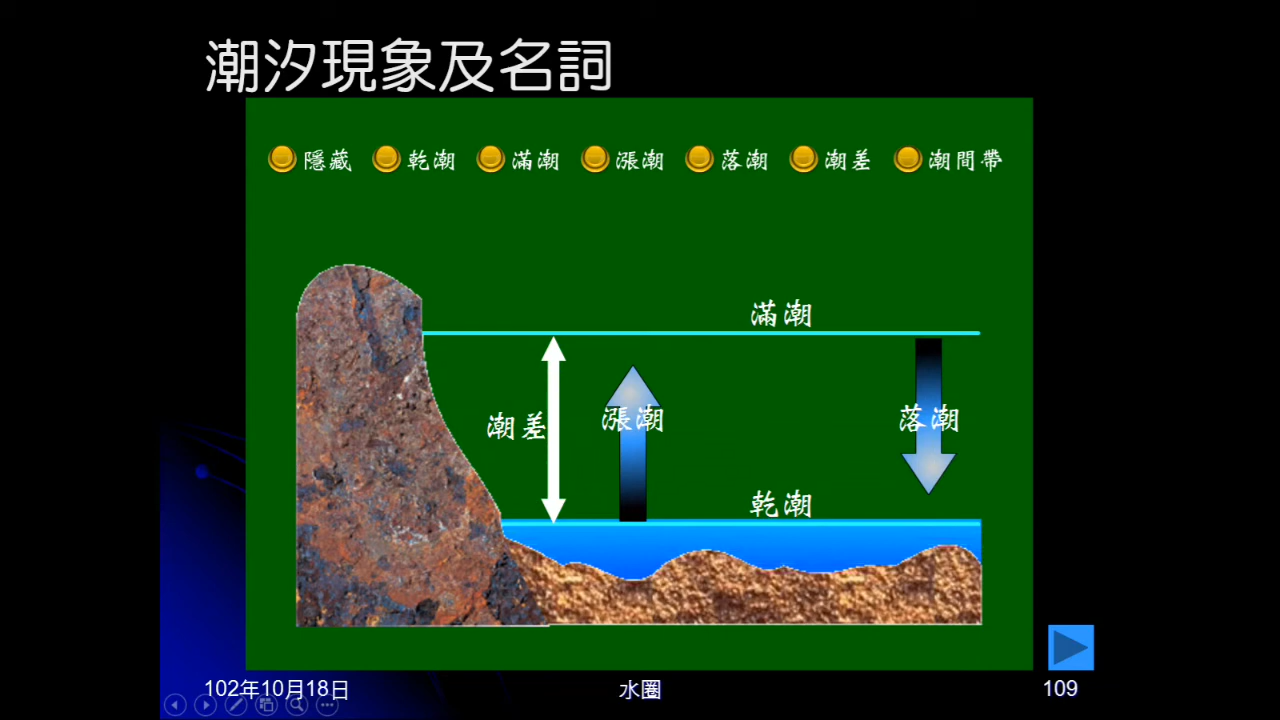 潮汐現象及名詞
隱藏 乾潮 滿潮 漲潮 落潮 潮差 潮間帶
滿潮
潮差 漲潮 落潮
乾潮
102年10月18日 水圈 109